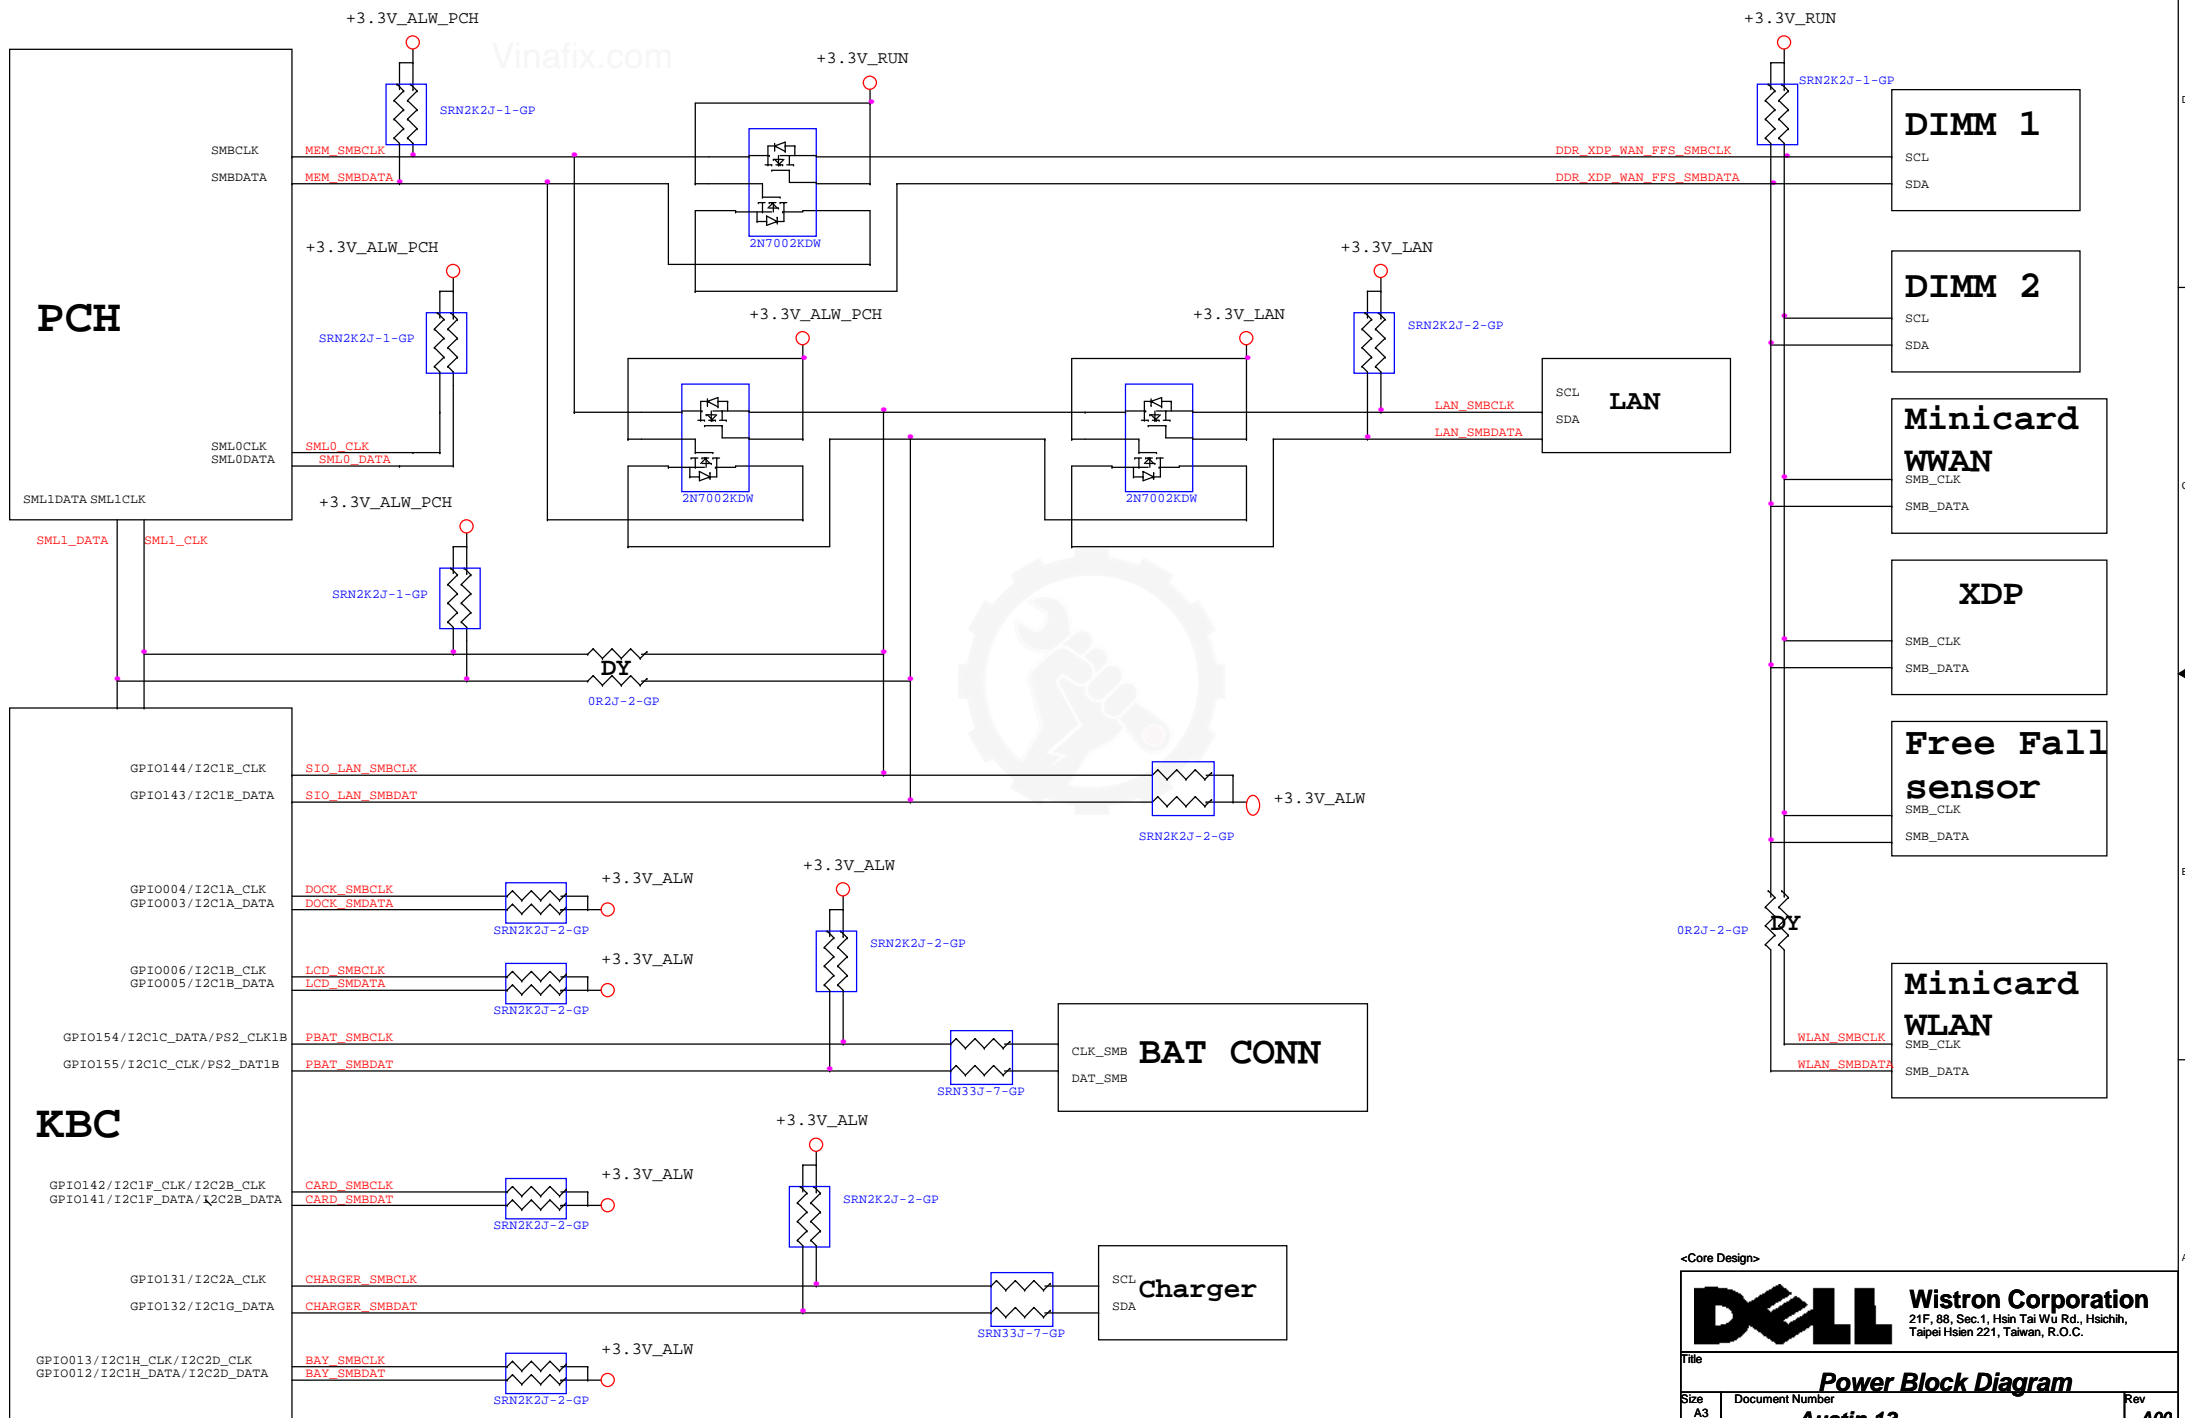 +3.3V_ALW_PCH
Vinafix.com
+3.3V_RUN
+3.3V_RUN
SRN2K2J-1-GP
SRN2K2J-1-GP
DIMM 1
SMBCLK
MEM_SMBCLK
DDR_XDP_WAN_FFS_SMBCLK
SCL
SMBDATA
MEM_SMBDATA
DDR_XDP_WAN_FFS_SMBDATA
SDA
2N7002KDW
+3.3V_ALW_PCH
+3.3V_LAN
PCH
DIMM 2
SCL
SDA
+3.3V_ALW_PCH
+3.3V_LAN
SRN2K2J-1-GP
SRN2K2J-2-GP
LAN
SCL
SDA
LAN_SMBCLK
LAN_SMBDATA
Minicard
WWAN
SMB_CLK
SMB_DATA
SML0CLK
SML0_CLK
SML0DATA
SML0_DATA
2N7002KDW
2N7002KDW
SML1DATA SML1CLK
+3.3V_ALW_PCH
SML1_DATA
SML1_CLK
SRN2K2J-1-GP
XDP
SMB_CLK
SMB_DATA
DY
0R2J-2-GP
Free Fall
sensor
SMB_CLK
SMB_DATA
GPIO144/I2C1E_CLK
SIO_LAN_SMBCLK
GPIO143/I2C1E_DATA
SIO_LAN_SMBDAT
+3.3V_ALW
SRN2K2J-2-GP
GPIO004/I2C1A_CLK
DOCK_SMBCLK
GPIO003/I2C1A_DATA
DOCK_SMDATA
+3.3V_ALW
SRN2K2J-2-GP
+3.3V_ALW
SRN2K2J-2-GP
0R2J-2-GP
DY
GPIO006/I2C1B_CLK
LCD_SMBCLK
GPIO005/I2C1B_DATA
LCD_SMDATA
+3.3V_ALW
SRN2K2J-2-GP
Minicard
WLAN
WLAN_SMBCLK
SMB_CLK
WLAN_SMBDATA
SMB_DATA
GPIO154/I2C1C_DATA/PS2_CLK1B
PBAT_SMBCLK
GPIO155/I2C1C_CLK/PS2_DAT1B
PBAT_SMBDAT
SRN33J-7-GP
CLK_SMB
BAT CONN
DAT_SMB
KBC
+3.3V_ALW
SRN2K2J-2-GP
GPIO142/I2C1F_CLK/I2C2B_CLK
CARD_SMBCLK
GPIO141/I2C1F_DATA/I2C2B_DATA
CARD_SMBDAT
+3.3V_ALW
SRN2K2J-2-GP
GPIO131/I2C2A_CLK
CHARGER_SMBCLK
GPIO132/I2C1G_DATA
CHARGER_SMBDAT
SRN33J-7-GP
SCL
Charger
SDA
GPIO013/I2C1H_CLK/I2C2D_CLK
BAY_SMBCLK
GPIO012/I2C1H_DATA/I2C2D_DATA
BAY_SMBDAT
+3.3V_ALW
SRN2K2J-2-GP
<Core Design>
DELL
Wistron Corporation
21F, 88, Sec.1, Hsin Tai Wu Rd., Hsichih,
Taipei Hsien 221, Taiwan, R.O.C.
Title
Power Block Diagram
Size
Document Number
Rev
A3